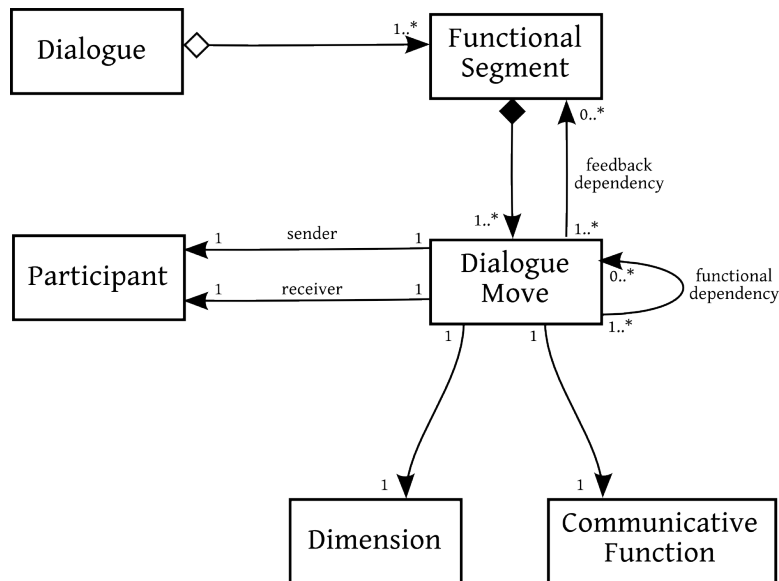 Dialogue
1..*
Functional
Segment
0..*
feedback
dependency
1..*
1..*
Participant
1
sender
1
1
receiver
1
Dialogue
Move
0..*
functional
dependency
1..*
1
1
1
1
Dimension
Communicative
Function